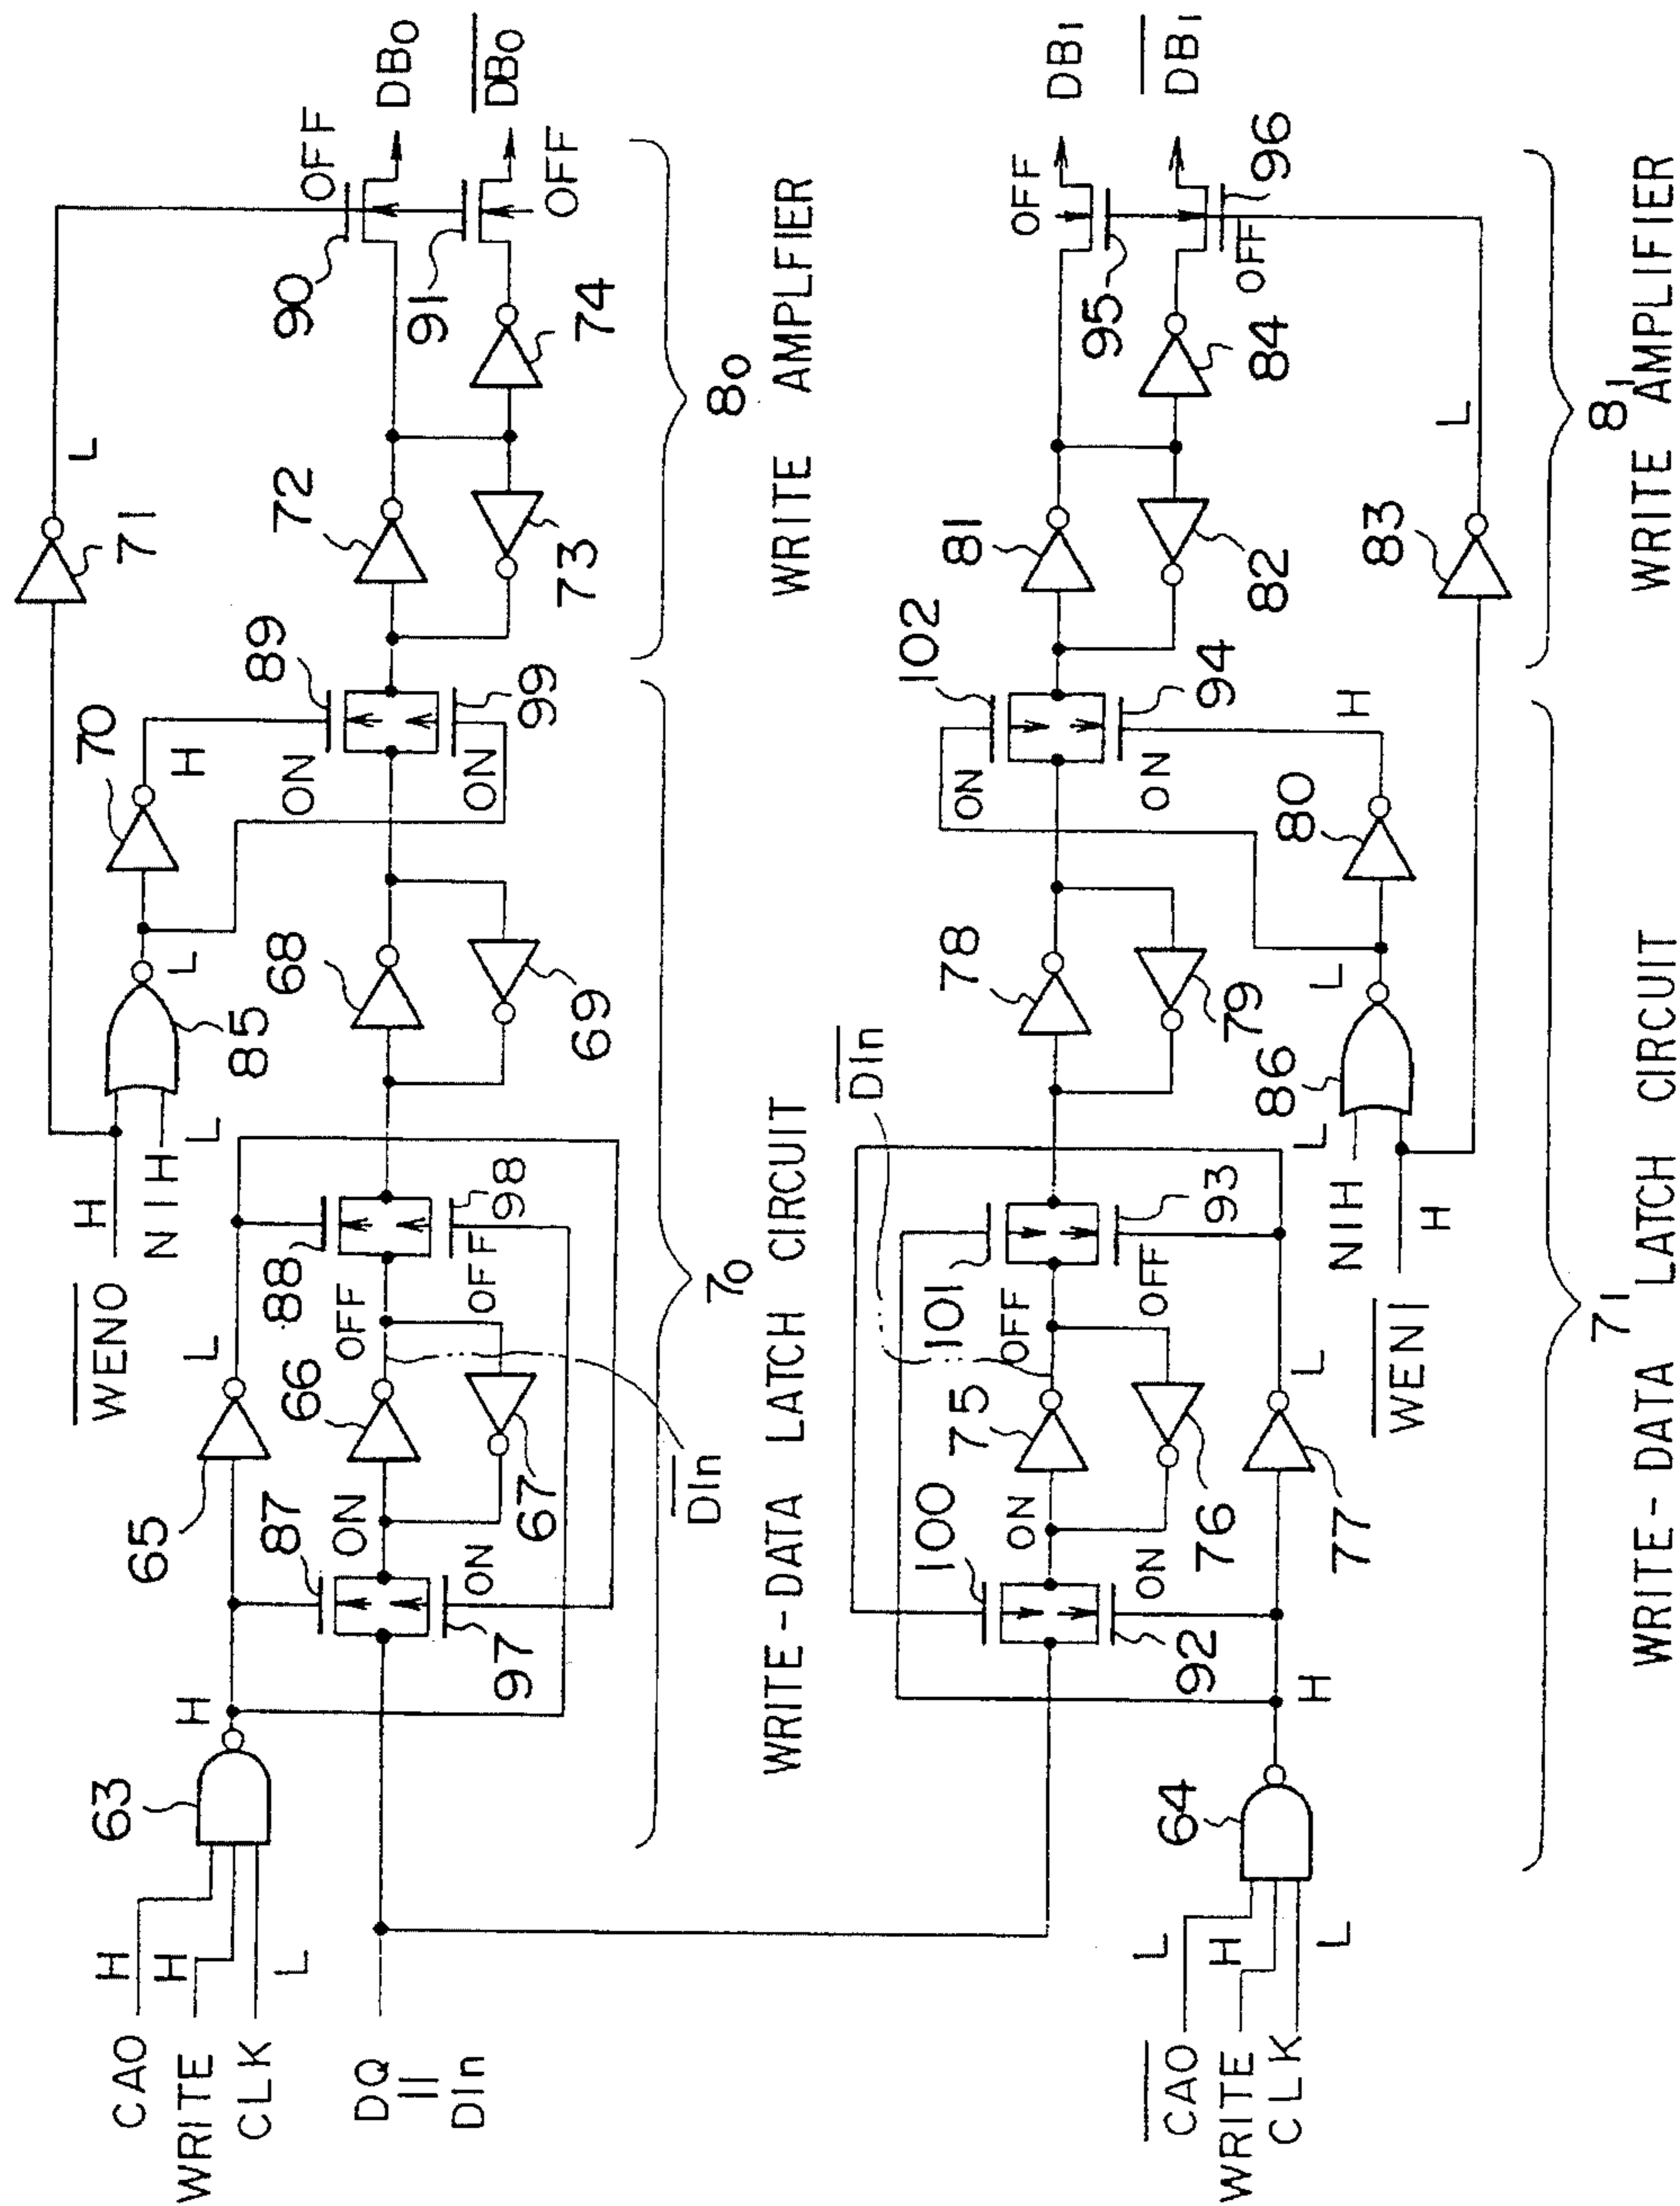 CA0
H
WRITE
H
CLK
L
63
H
65
L
WEN0
H
NIH
L
85
L
70
H
71
L
DQ
||
DIn
87
ON
97
ON
66
67
DIn
88
OFF
98
OFF
68
69
89
ON
99
ON
72
73
74
90
OFF
91
OFF
DB0
DB0
70
WRITE-DATA LATCH CIRCUIT
80
WRITE AMPLFIER
CA0
L
WRITE
H
CLK
L
64
H
100
ON
92
ON
75
76
77
L
DIn
101
OFF
93
OFF
78
79
NIH
L
WEN1
H
86
L
80
H
102
ON
94
ON
81
82
83
L
84
95
OFF
96
OFF
DB1
DB1
71
WRITE-DATA LATCH CIRCUIT
81
WRITE AMPLIFIER